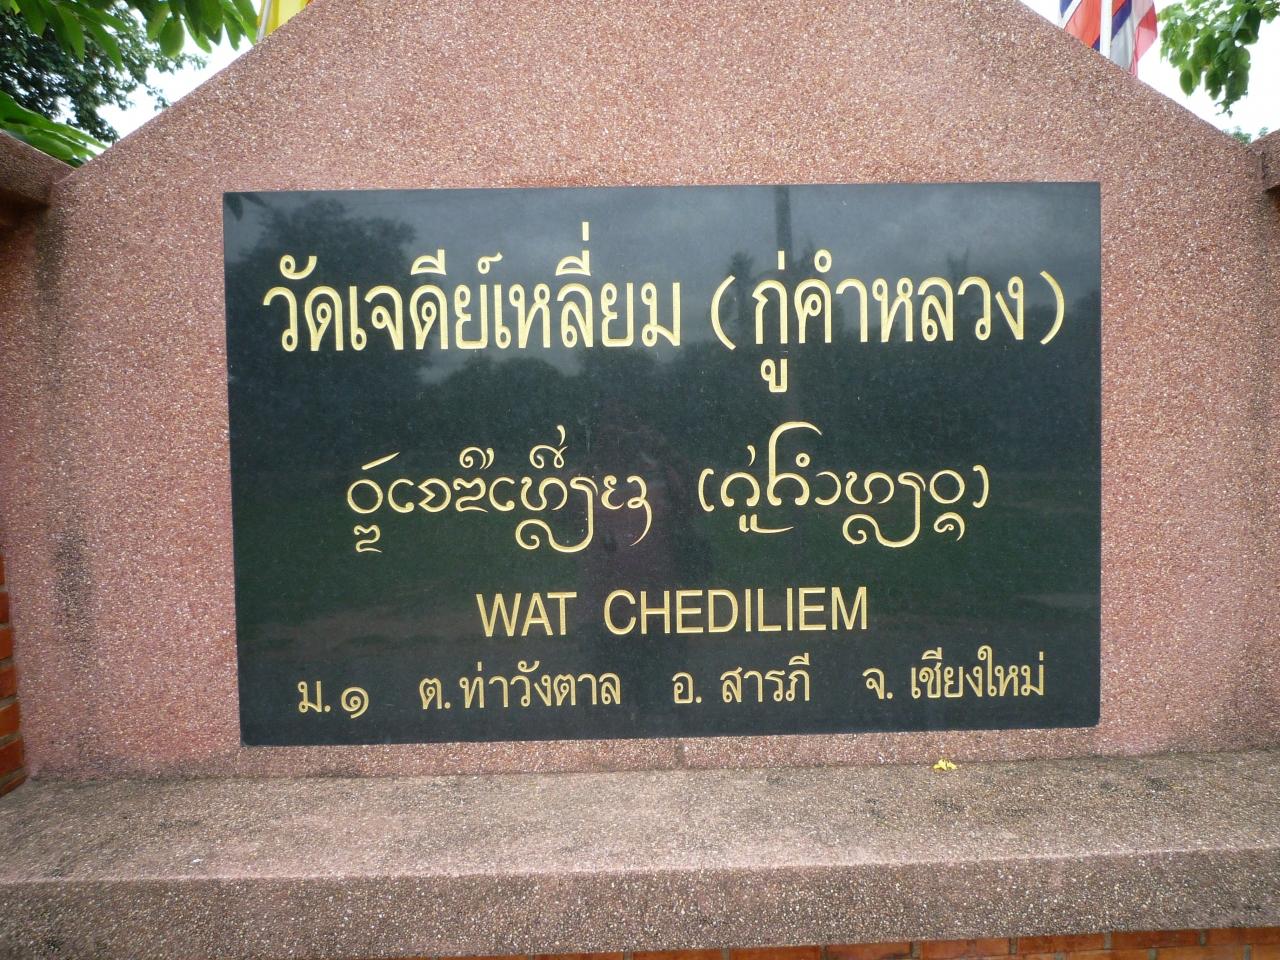 วัดเจดีย์เหลี่ยม (กู่คำหลวง)
WAT CHEDILIEM
ม. ๑ ต. ท่าวังตาล อ. สารภี จ. เชียงใหม่